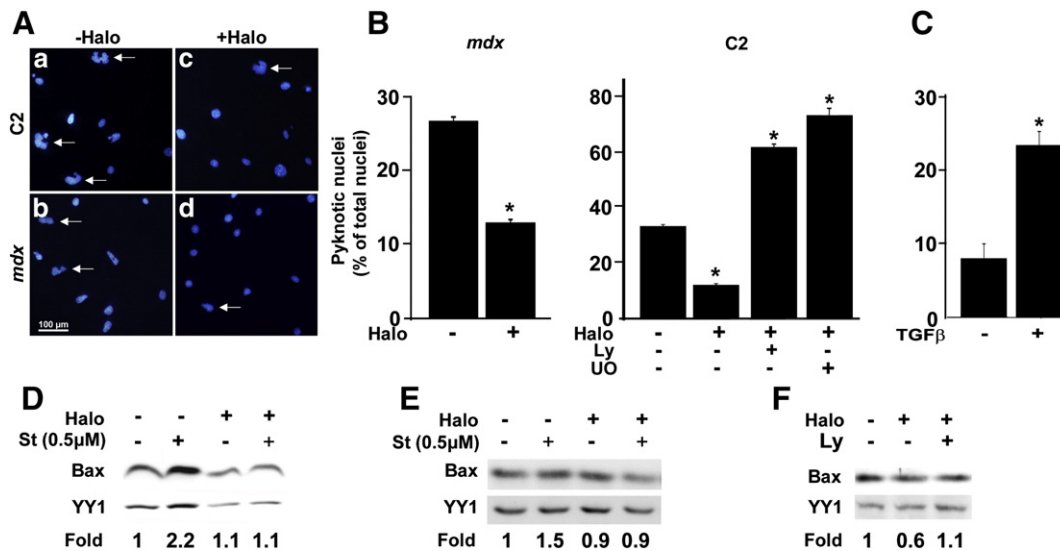 A
-Halo +Halo
a c
C2
b d
mdx
100 µm
B
mdx C2
Pyknotic nuclei
(% of total nuclei)
30
20
10
0
*
Halo - +
80
60
40
20
0
* * *
Halo - + + +
Ly - - + -
UO - - - +
C
30
20
10
0
*
TGFβ - +
D
Halo - - + +
St (0.5µM) - + - +
Bax
YY1
Fold 1 2.2 1.1 1.1
E
Halo - - + +
St (0.5µM) - + - +
Bax
YY1
Fold 1 1.5 0.9 0.9
F
Halo - + +
Ly - - +
Bax
YY1
Fold 1 0.6 1.1